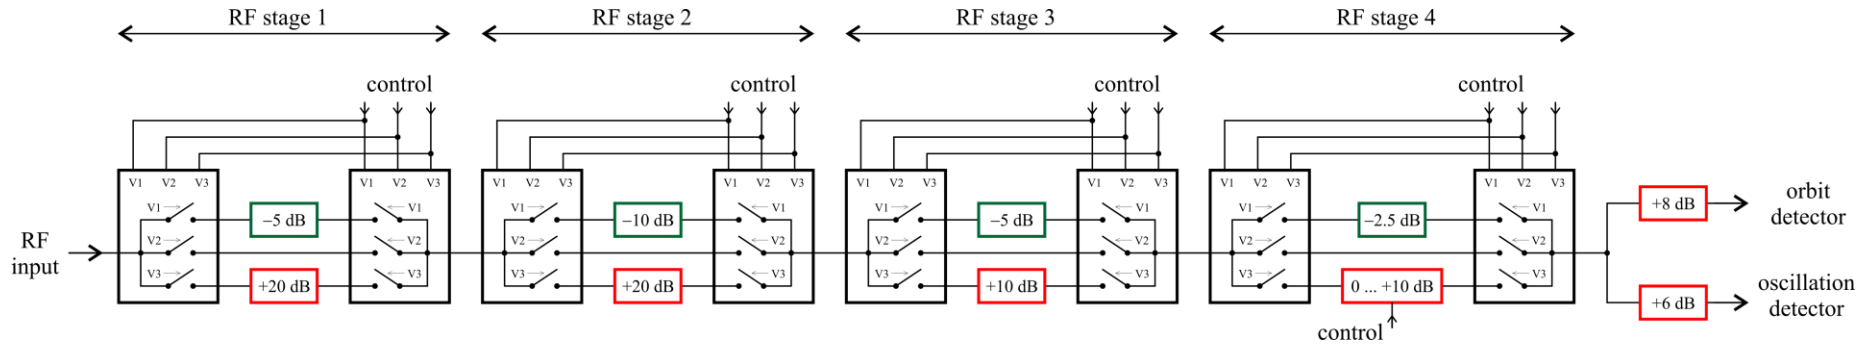 RF stage 1
RF stage 2
RF stage 3
RF stage 4
control
control
control
control
V1 V2 V3
V1 V2 V3
V1 V2 V3
V1 V2 V3
V1 V2 V3
V1 V2 V3
V1 V2 V3
V1 V2 V3
RF
input
V1
V2
V3
−5 dB
+20 dB
V1
V2
V3
V1
V2
V3
−10 dB
+20 dB
V1
V2
V3
V1
V2
V3
−5 dB
+10 dB
V1
V2
V3
V1
V2
V3
−2.5 dB
0 ... +10 dB
control
V1
V2
V3
+8 dB
orbit
detector
+6 dB
oscillation
detector